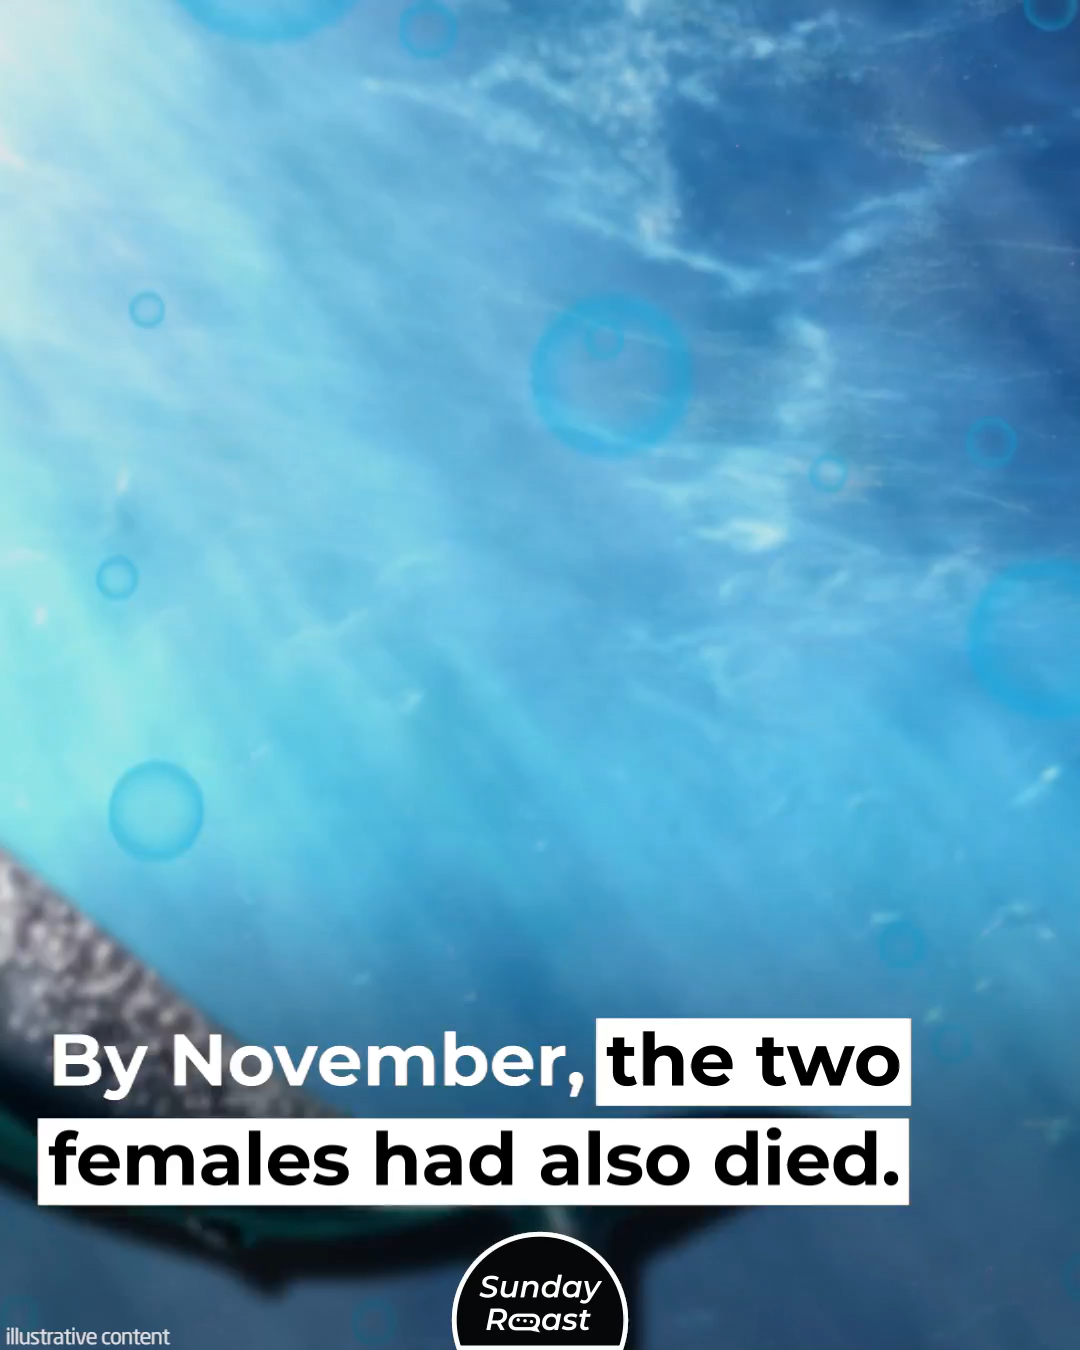 By November, the two
females had also died.
Sunday
Roast
illustrative content